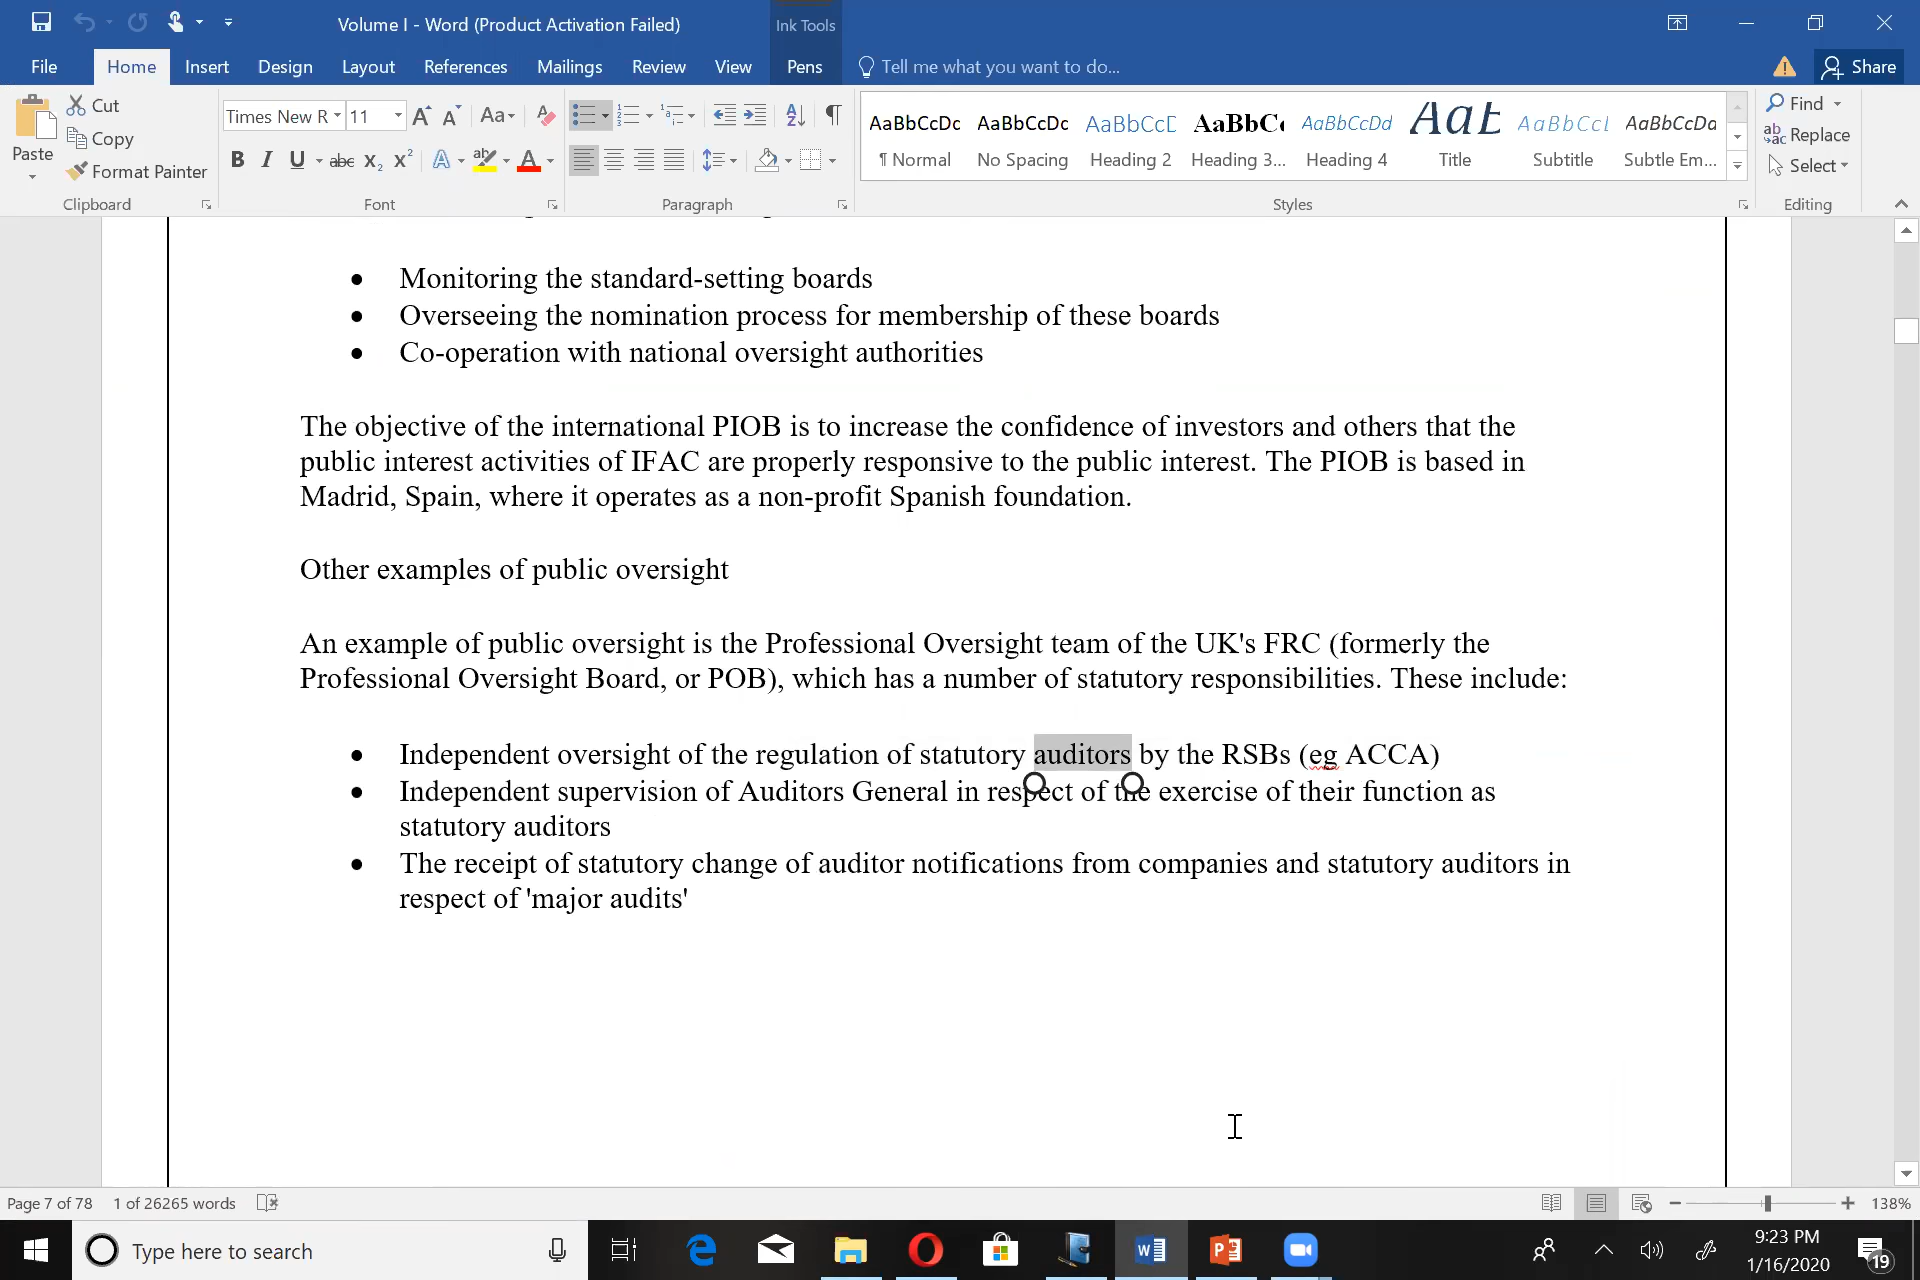 Volume I - Word (Product Activation Failed)
Ink Tools
File Home Insert Design Layout References Mailings Review View Pens Tell me what you want to do... Share
Paste
Cut
Copy
Format Painter
Clipboard
Times New R 11
Font
Paragraph
AaBbCcDc AaBbCcDc AaBbCcC AaBbCc AaBbCcDd AaB AaBbCcL AaBbCcDa
¶ Normal No Spacing Heading 2 Heading 3... Heading 4 Title Subtitle Subtle Em...
Styles
Find
Replace
Select
Editing
• Monitoring the standard-setting boards
• Overseeing the nomination process for membership of these boards
• Co-operation with national oversight authorities
The objective of the international PIOB is to increase the confidence of investors and others that the
public interest activities of IFAC are properly responsive to the public interest. The PIOB is based in
Madrid, Spain, where it operates as a non-profit Spanish foundation.
Other examples of public oversight
An example of public oversight is the Professional Oversight team of the UK's FRC (formerly the
Professional Oversight Board, or POB), which has a number of statutory responsibilities. These include:
• Independent oversight of the regulation of statutory auditors by the RSBs (eg ACCA)
• Independent supervision of Auditors General in respect of the exercise of their function as
statutory auditors
• The receipt of statutory change of auditor notifications from companies and statutory auditors in
respect of 'major audits'
Page 7 of 78 1 of 26265 words 138%
Type here to search
9:23 PM
1/16/2020
19